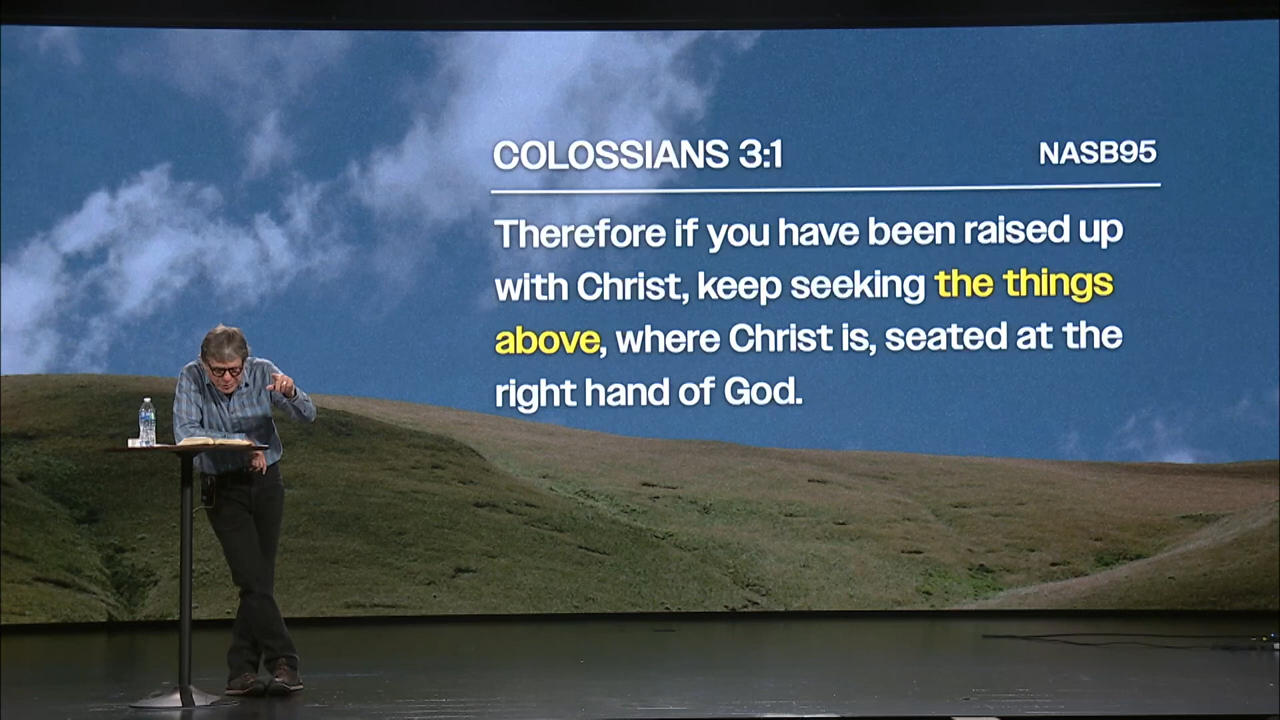 COLOSSIANS 3:1 NASB95
Therefore if you have been raised up
with Christ, keep seeking the things
above, where Christ is, seated at the
right hand of God.